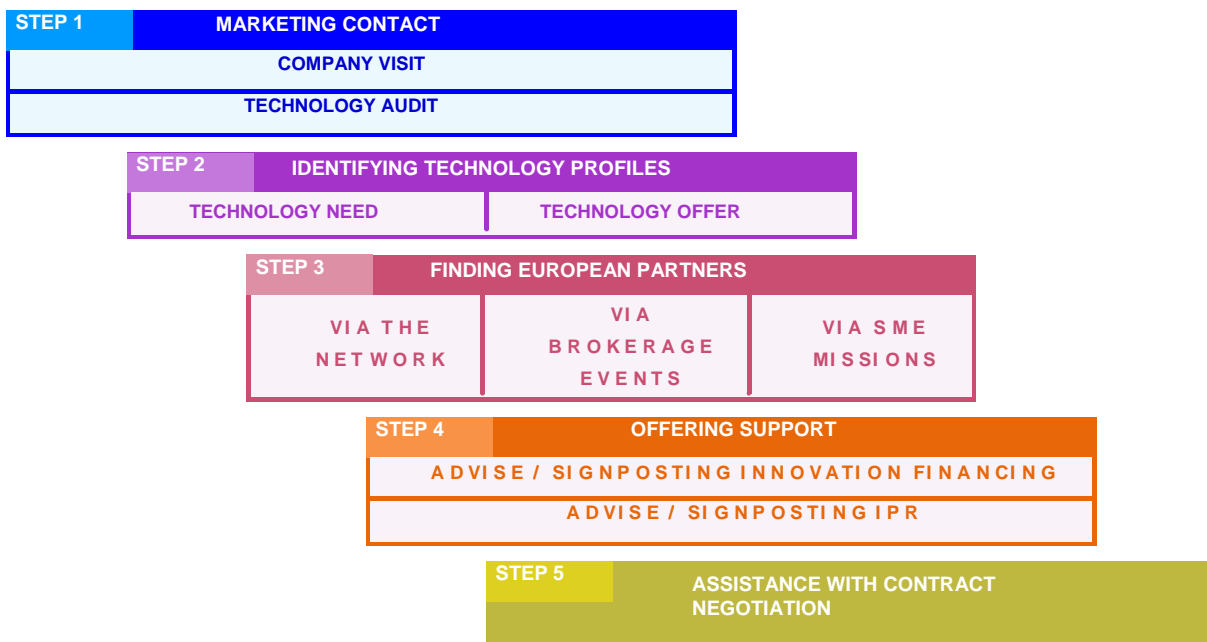 STEP 1 MARKETING CONTACT
COMPANY VISIT
TECHNOLOGY AUDIT
STEP 2 IDENTIFYING TECHNOLOGY PROFILES
TECHNOLOGY NEED TECHNOLOGY OFFER
STEP 3 FINDING EUROPEAN PARTNERS
VIA THE
NETWORK
VIA
BROKERAGE
EVENTS
VIA SME
MISSIONS
STEP 4 OFFERING SUPPORT
ADVISE / SIGNPOSTING INNOVATION FINANCING
ADVISE / SIGNPOSTING IPR
STEP 5 ASSISTANCE WITH CONTRACT
NEGOTIATION